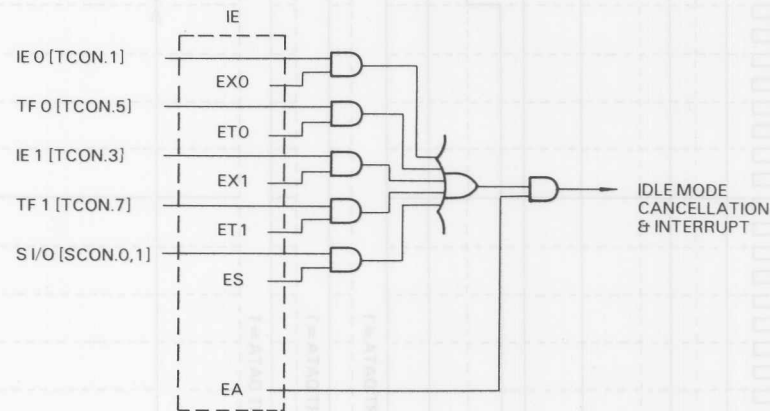 IE
IE 0 [TCON.1]
EX0
TF 0 [TCON.5]
ET0
IE 1 [TCON.3]
EX1
TF 1 [TCON.7]
ET1
S I/O [SCON.0,1]
ES
EA
IDLE MODE
CANCELLATION
& INTERRUPT